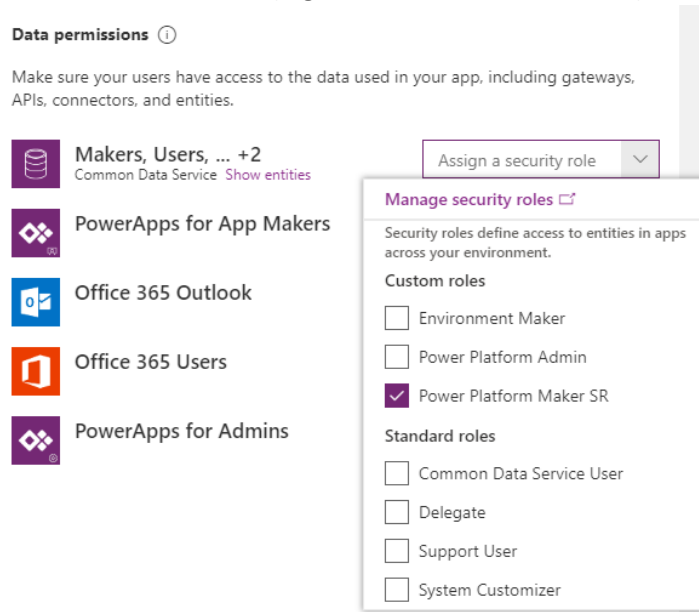 Data permissions
Make sure your users have access to the data used in your app, including gateways,
APIs, connectors, and entities.
Makers, Users, ... +2
Common Data Service Show entities
Assign a security role
PowerApps for App Makers
Office 365 Outlook
Office 365 Users
PowerApps for Admins
Manage security roles
Security roles define access to entities in apps
across your environment.
Custom roles
Environment Maker
Power Platform Admin
Power Platform Maker SR
Standard roles
Common Data Service User
Delegate
Support User
System Customizer